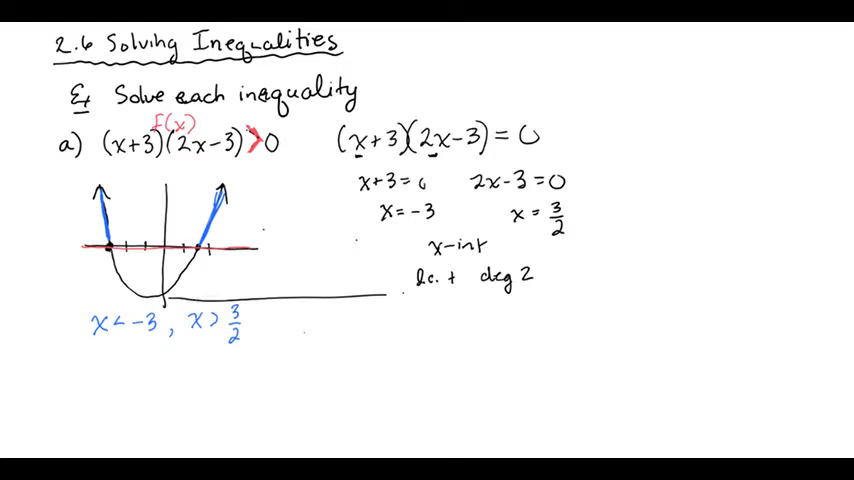 2.6 Solving Inequalities
Ex Solve each inequality
f(x)
a) (x+3)(2x-3) > 0
(x+3)(2x-3) = 0
x+3 = 0 2x-3 = 0
x = -3 x = 3/2
x-int
lc. + deg 2
x < -3 , x > 3/2